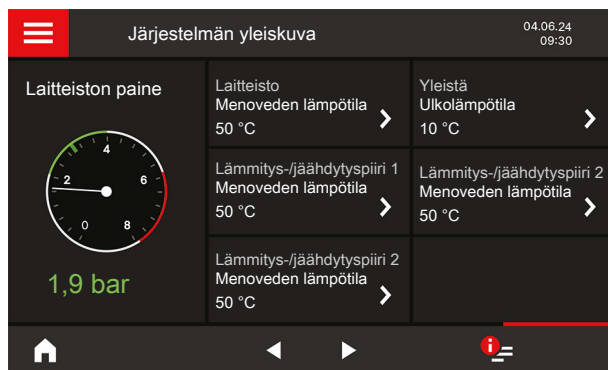 Järjestelmän yleiskuva
04.06.24
09:30
Laitteiston paine
4
2
6
0
8
1,9 bar
Laitteisto
Menoveden lämpötila
50 °C
Yleistä
Ulkolämpötila
10 °C
Lämmitys-/jäähdytyspiiri 1
Menoveden lämpötila
50 °C
Lämmitys-/jäähdytyspiiri 2
Menoveden lämpötila
50 °C
Lämmitys-/jäähdytyspiiri 2
Menoveden lämpötila
50 °C
i